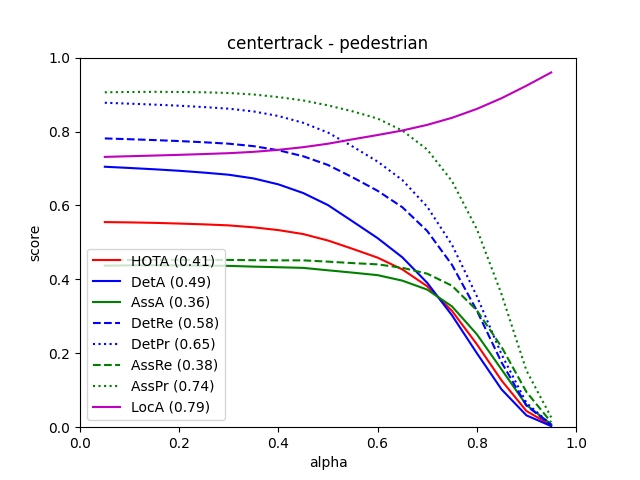 centertrack - pedestrian
1.0
0.8
0.6
0.4
0.2
0.0
score
HOTA (0.41)
DetA (0.49)
AssA (0.36)
DetRe (0.58)
DetPr (0.65)
AssRe (0.38)
AssPr (0.74)
LocA (0.79)
0.0 0.2 0.4 0.6 0.8 1.0
alpha